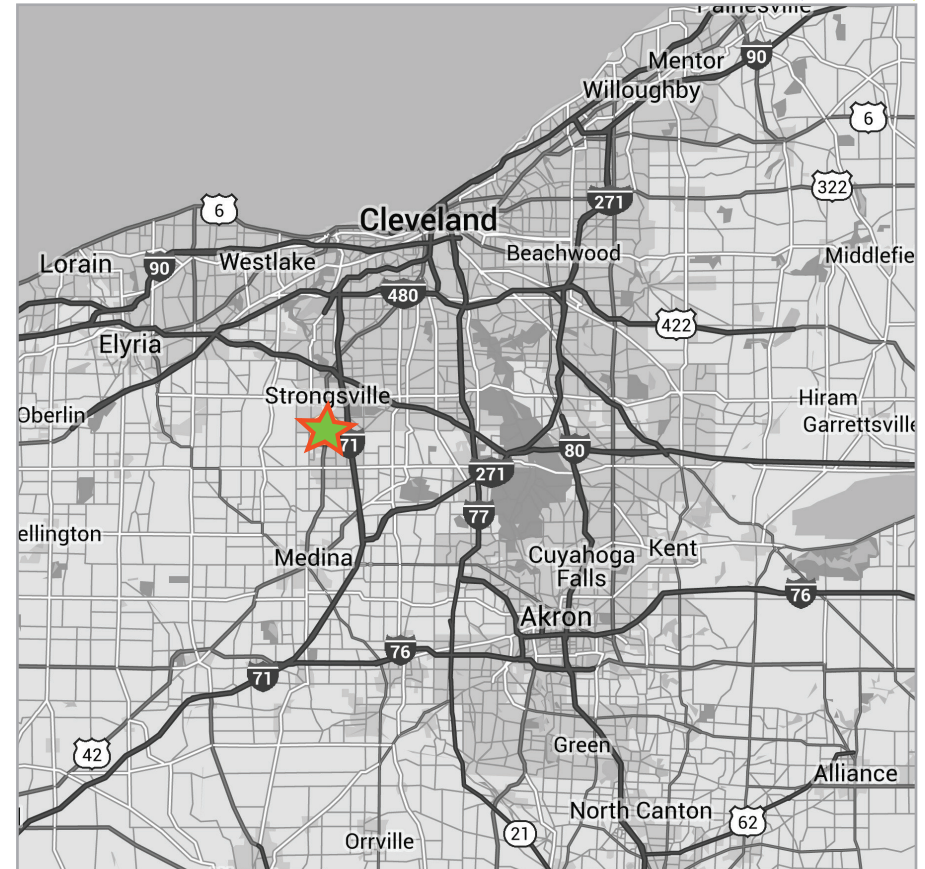 Painesville
Mentor
90
Willoughby
6
322
271
6
Cleveland
Beachwood
Middlefie
Lorain
90
Westlake
480
422
Elyria
Strongsville
Hiram
Oberlin
Garrettsville
71
80
271
77
ellington
Medina
Cuyahoga
Falls
Kent
76
Akron
76
71
Green
42
Alliance
North Canton
62
21
Orrville